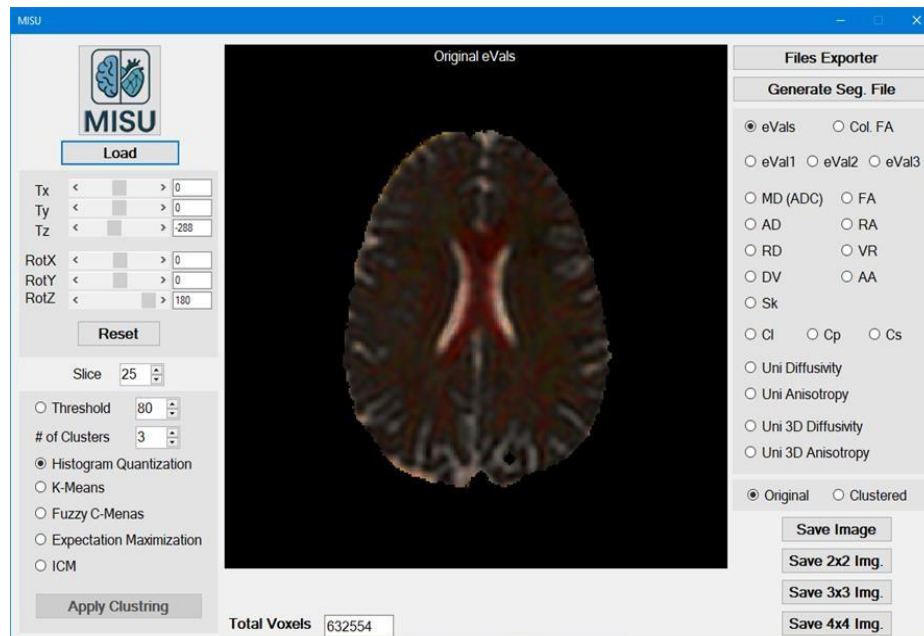 MISU
Original eVals
MISU
Load
Tx < > 0
Ty < > 0
Tz < > -288
RotX < > 0
RotY < > 0
RotZ < > 180
Reset
Slice 25
Threshold 80
# of Clusters 3
Histogram Quantization
K-Means
Fuzzy C-Menas
Expectation Maximization
ICM
Apply Clustring
Total Voxels 632554
Files Exporter
Generate Seg. File
eVals Col. FA
eVal1 eVal2 eVal3
MD (ADC) FA
AD RA
RD VR
DV AA
Sk
Cl Cp Cs
Uni Diffusivity
Uni Anisotropy
Uni 3D Diffusivity
Uni 3D Anisotropy
Original Clustered
Save Image
Save 2x2 Img.
Save 3x3 Img.
Save 4x4 Img.